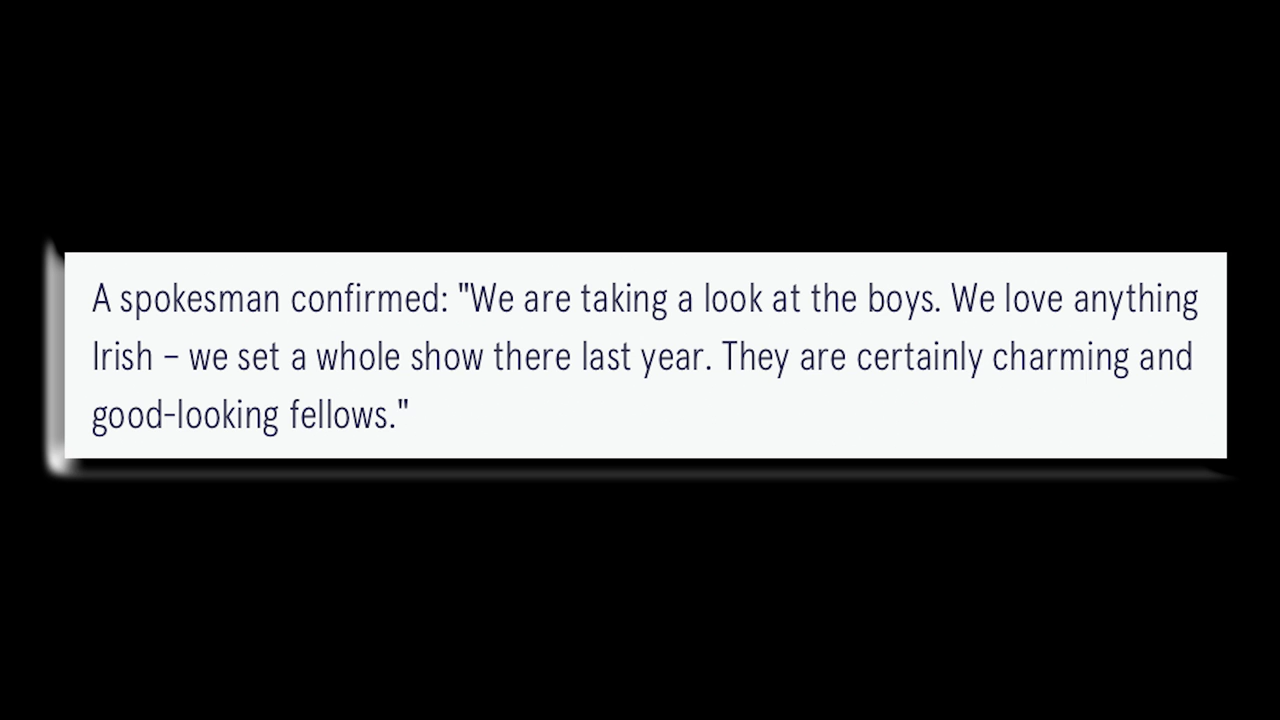 A spokesman confirmed: "We are taking a look at the boys. We love anything
Irish – we set a whole show there last year. They are certainly charming and
good-looking fellows."